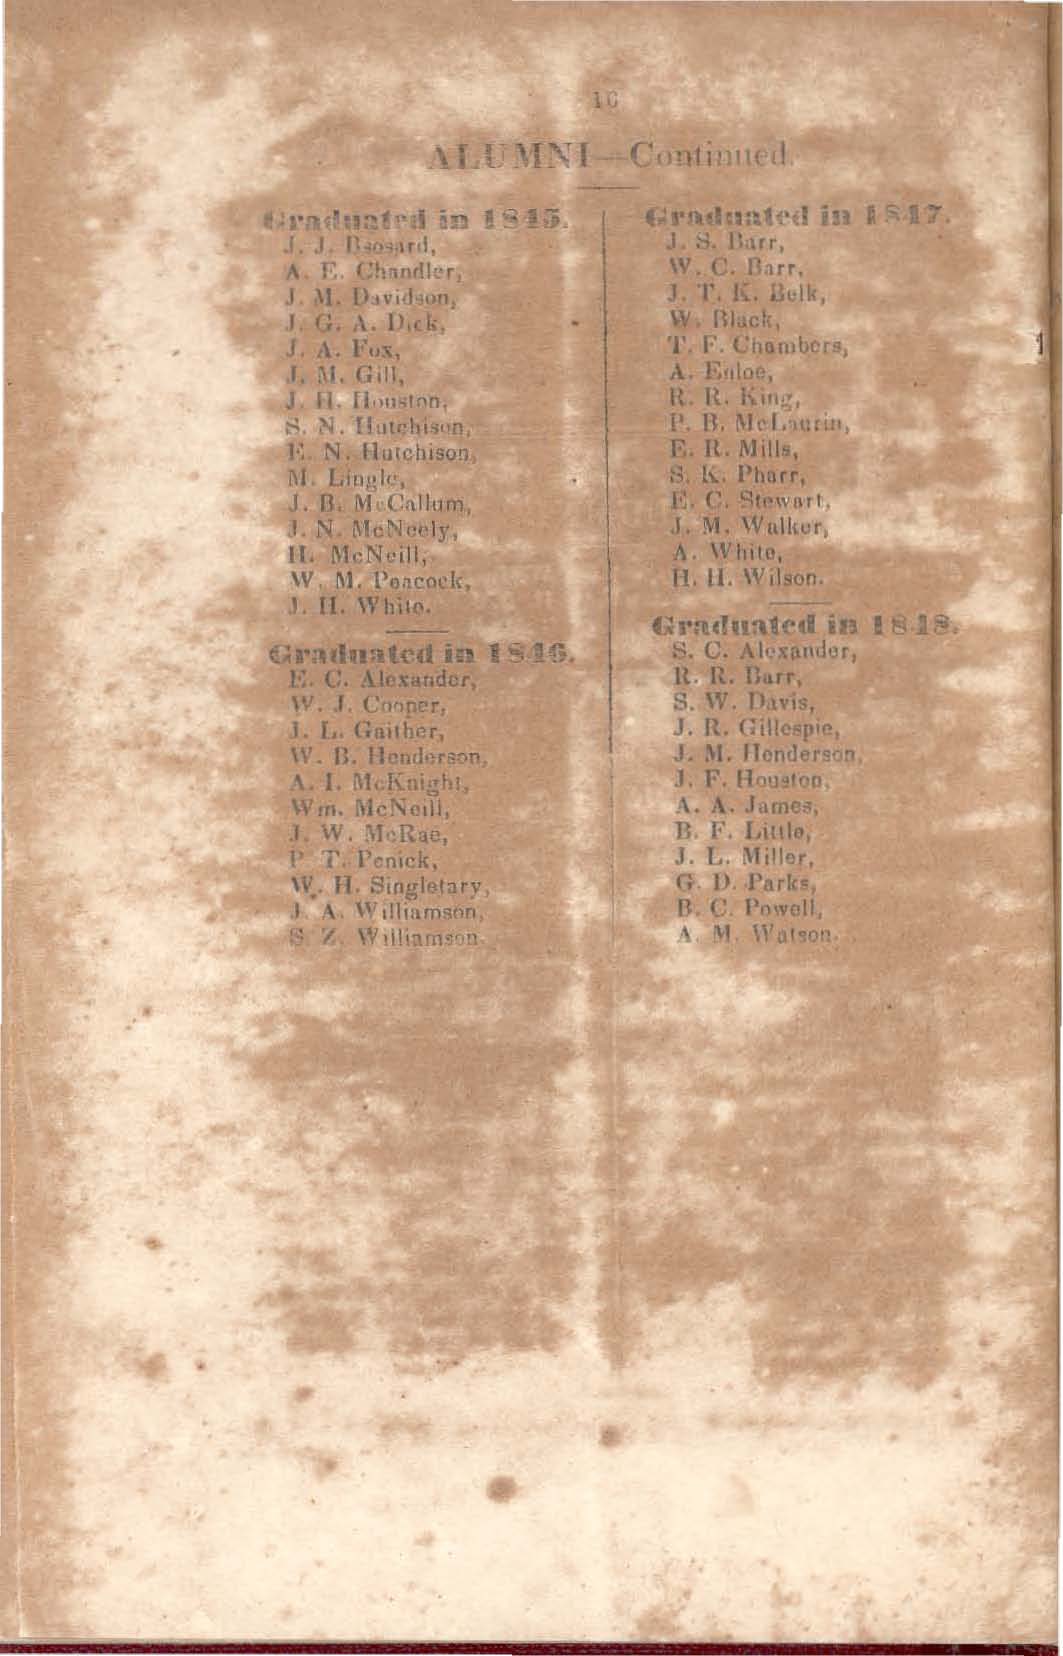 16
ALUMNI—Continued.
Graduated in 1845.
J. J. Bsosard,
A. E. Chandler,
J. M. Davidson,
J. G. A. Dick,
J. A. Fox,
J. M. Gill,
J. H. Houston,
S. N. Hutchison,
E. N. Hutchison,
M. Lingle,
J. B. McCallum,
J. N. McNeely,
H. McNeill,
W. M. Peacock,
J. H. White.
Graduated in 1846.
E. C. Alexander,
W. J. Cooper,
J. L. Gaither,
W. B. Henderson,
A. I. McKnight,
Wm. McNeill,
J. W. McRae,
P. T. Penick,
W. H. Singletary,
J. A. Williamson,
S. Z. Williamson.
Graduated in 1847.
J. S. Barr,
W. C. Barr,
J. T. K. Belk,
W. Black,
T. F. Chambers,
A. Enloe,
R. R. King,
P. B. McLaurin,
E. R. Mills,
S. K. Pharr,
E. C. Stewart,
J. M. Walker,
A. White,
H. H. Wilson.
Graduated in 1848.
S. C. Alexander,
R. R. Barr,
S. W. Davis,
J. R. Gillespie,
J. M. Henderson,
J. F. Houston,
A. A. James,
B. F. Little,
J. L. Miller,
G. D. Parks,
B. C. Powell,
A. M. Watson.